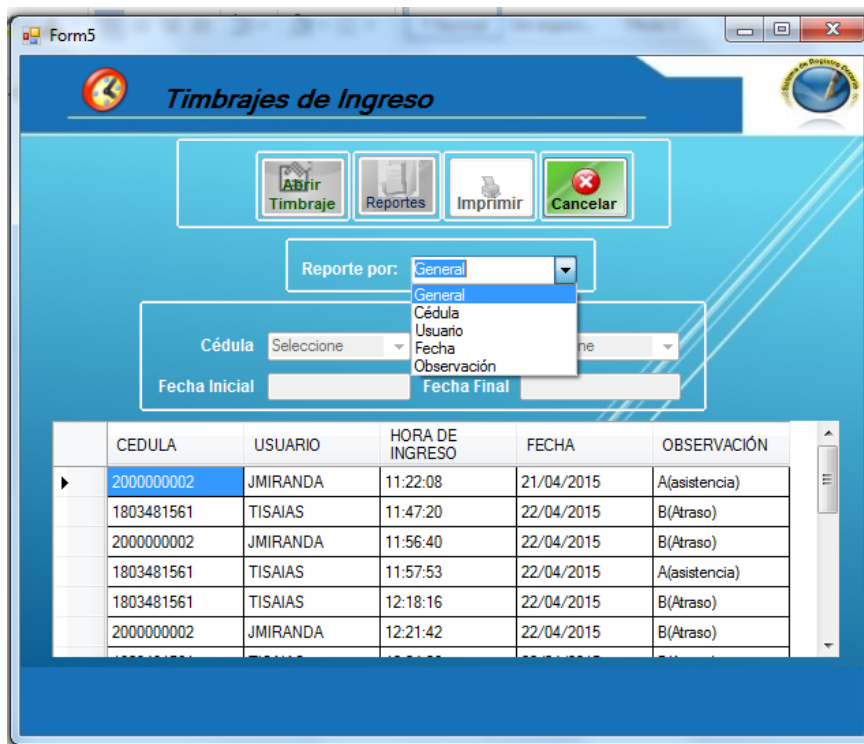 Form5
Timbrajes de Ingreso
Abrir
Timbraje
Reportes
Imprimir
Cancelar
Reporte por: General
General
Cédula
Usuario
Fecha
Observación
Cédula Seleccione
Fecha Inicial Fecha Final
CEDULA USUARIO HORA DE INGRESO FECHA OBSERVACIÓN
2000000002 JMIRANDA 11:22:08 21/04/2015 A(asistencia)
1803481561 TISAIAS 11:47:20 22/04/2015 B(Atraso)
2000000002 JMIRANDA 11:56:40 22/04/2015 B(Atraso)
1803481561 TISAIAS 11:57:53 22/04/2015 A(asistencia)
1803481561 TISAIAS 12:18:16 22/04/2015 B(Atraso)
2000000002 JMIRANDA 12:21:42 22/04/2015 B(Atraso)